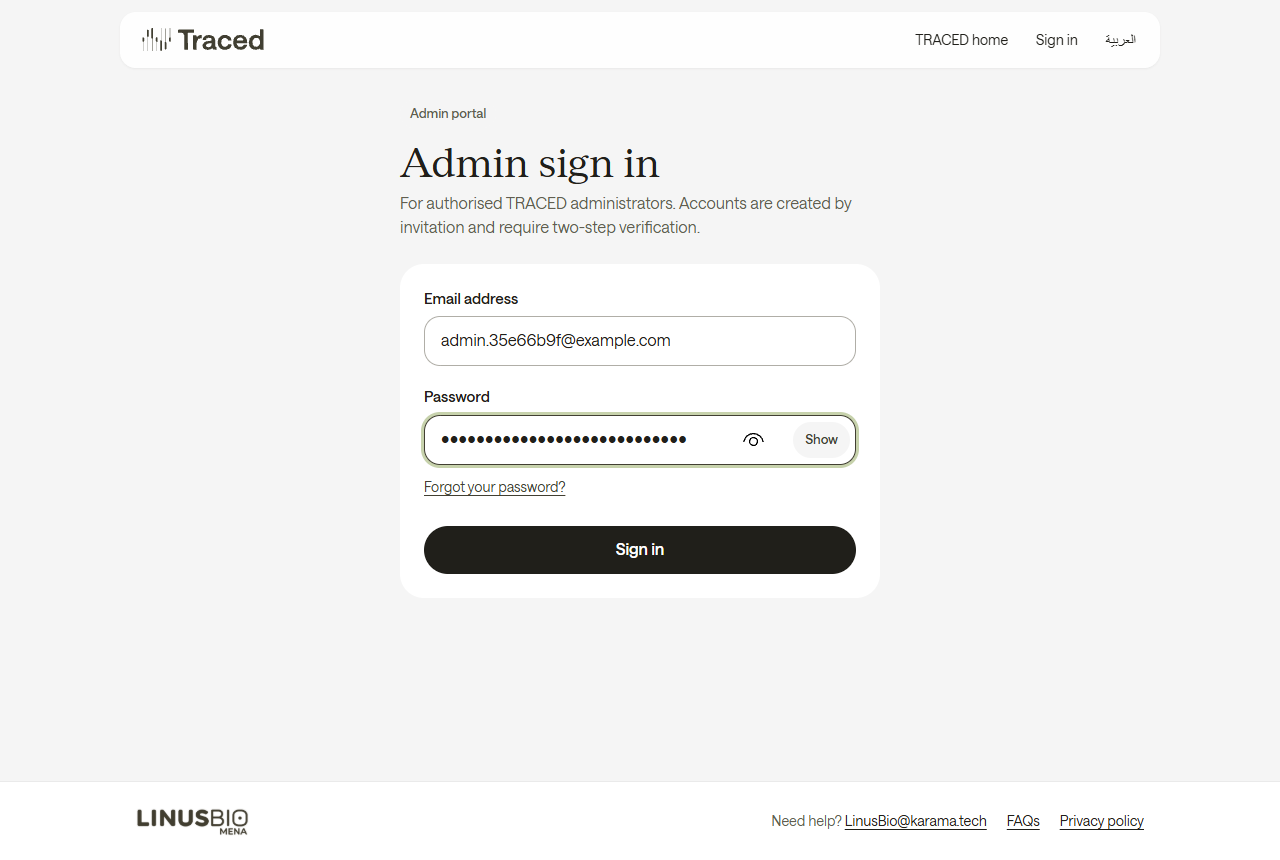 Traced
TRACED home
Sign in
العربية
Admin portal
Admin sign in
For authorised TRACED administrators. Accounts are created by
invitation and require two-step verification.
Email address
admin.35e66b9f@example.com
Password
••••••••••••••••••••••••••••
Show
Forgot your password?
Sign in
LINUSBIO
MENA
Need help? LinusBio@karama.tech
FAQs
Privacy policy